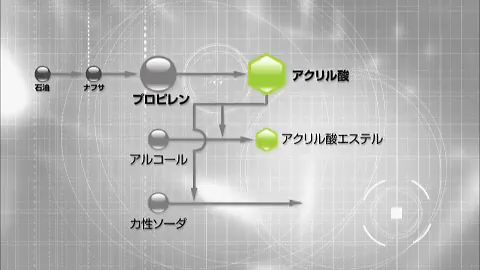 石油
ナフサ
プロピレン
アクリル酸
アルコール
アクリル酸エステル
力性ソーダ